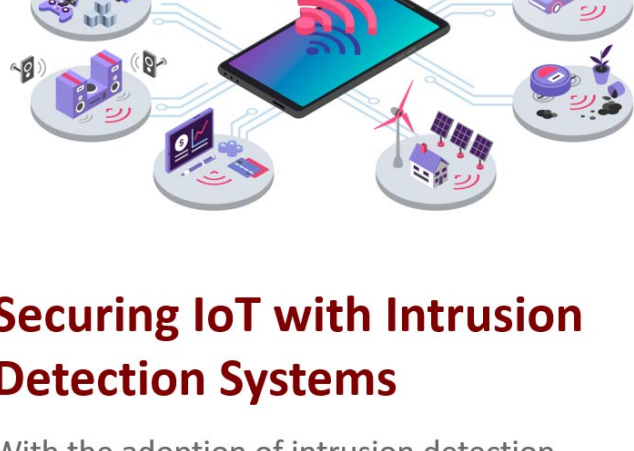 Securing IoT with Intrusion
Detection Systems
With the adoption of intrusion detection